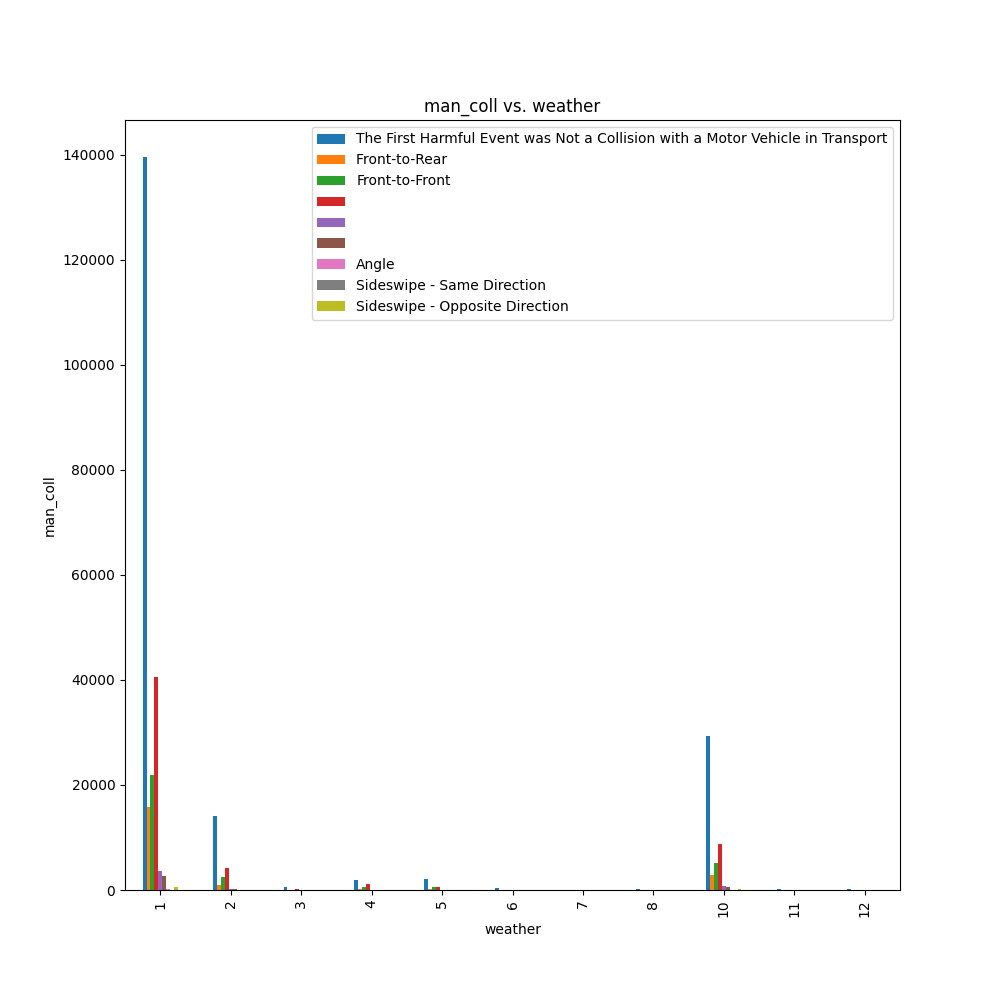 man_coll vs. weather
The First Harmful Event was Not a Collision with a Motor Vehicle in Transport
Front-to-Rear
Front-to-Front
Angle
Sideswipe - Same Direction
Sideswipe - Opposite Direction
140000
120000
100000
80000
60000
40000
20000
0
man_coll
1 2 3 4 5 6 7 8 10 11 12
weather